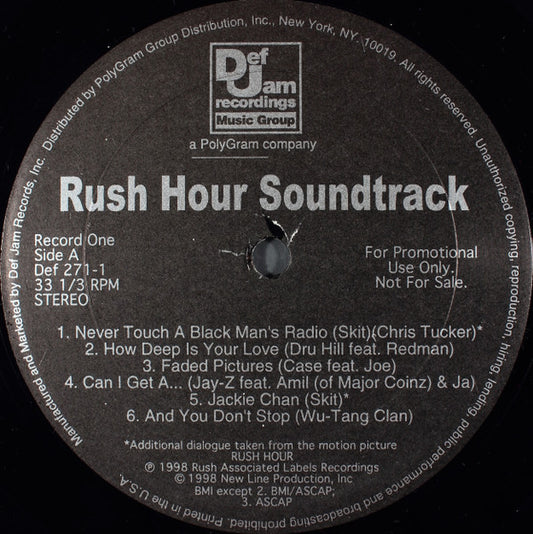 Manufactured and Marketed by Def Jam Records, Inc. Distributed by PolyGram Group Distribution, Inc., New York, NY, 10019. All rights reserved. Unauthorized copying, reproduction, hiring, lending, public performance and broadcasting prohibited. Printed in the U.S.A.
Def
Jam
recordings
Music Group
a PolyGram company
Rush Hour Soundtrack
Record One
Side A
Def 271-1
33 1/3 RPM
STEREO
For Promotional
Use Only.
Not For Sale.
1. Never Touch A Black Man's Radio (Skit)(Chris Tucker)*
2. How Deep Is Your Love (Dru Hill feat. Redman)
3. Faded Pictures (Case feat. Joe)
4. Can I Get A... (Jay-Z feat. Amil (of Major Coinz) & Ja)
5. Jackie Chan (Skit)*
6. And You Don't Stop (Wu-Tang Clan)
*Additional dialogue taken from the motion picture
RUSH HOUR
℗ 1998 Rush Associated Labels Recordings
© 1998 New Line Production, Inc
BMI except 2. BMI/ASCAP;
3. ASCAP